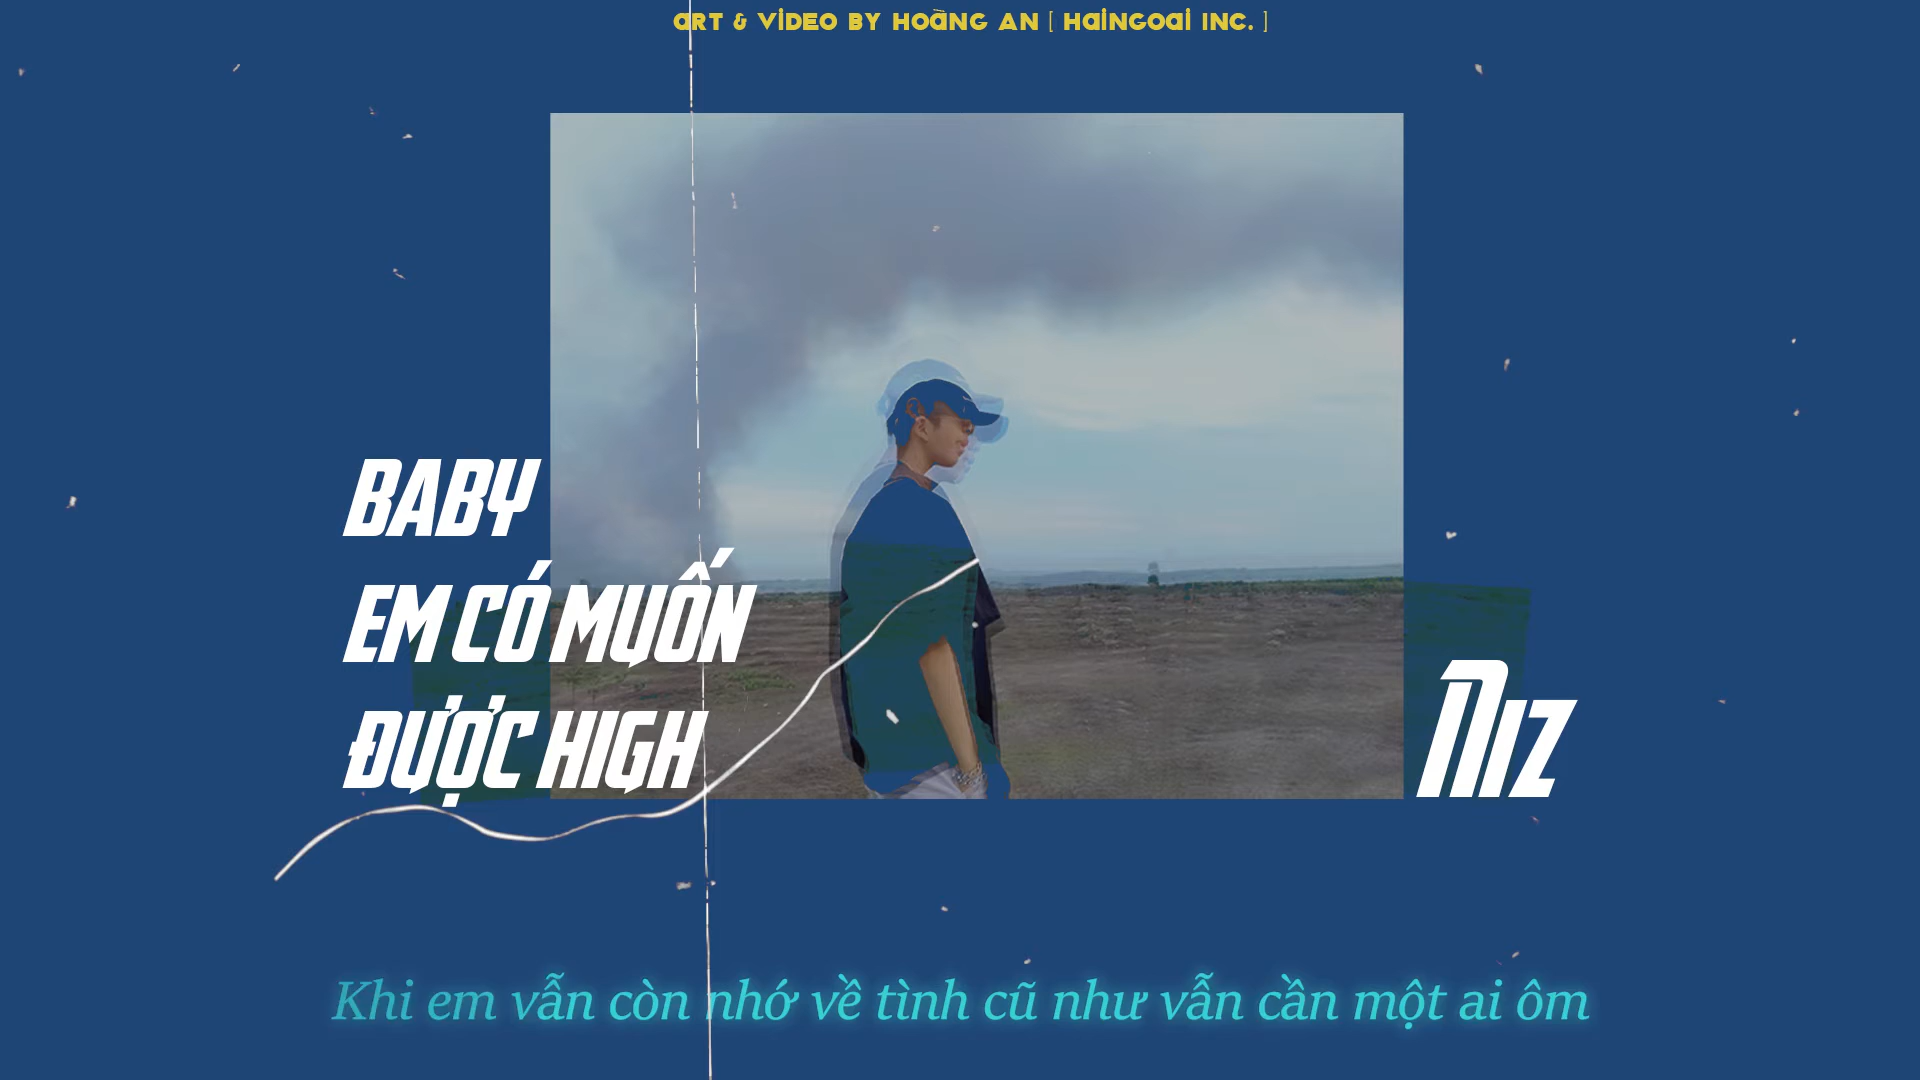 ART & VIDEO BY HOÀNG AN [ HAINGOAI INC. ]
BABY
EM CÓ MUỐN
ĐƯỢC HIGH
NIZ
Khi em vẫn còn nhớ về tình cũ như vẫn cần một ai ôm